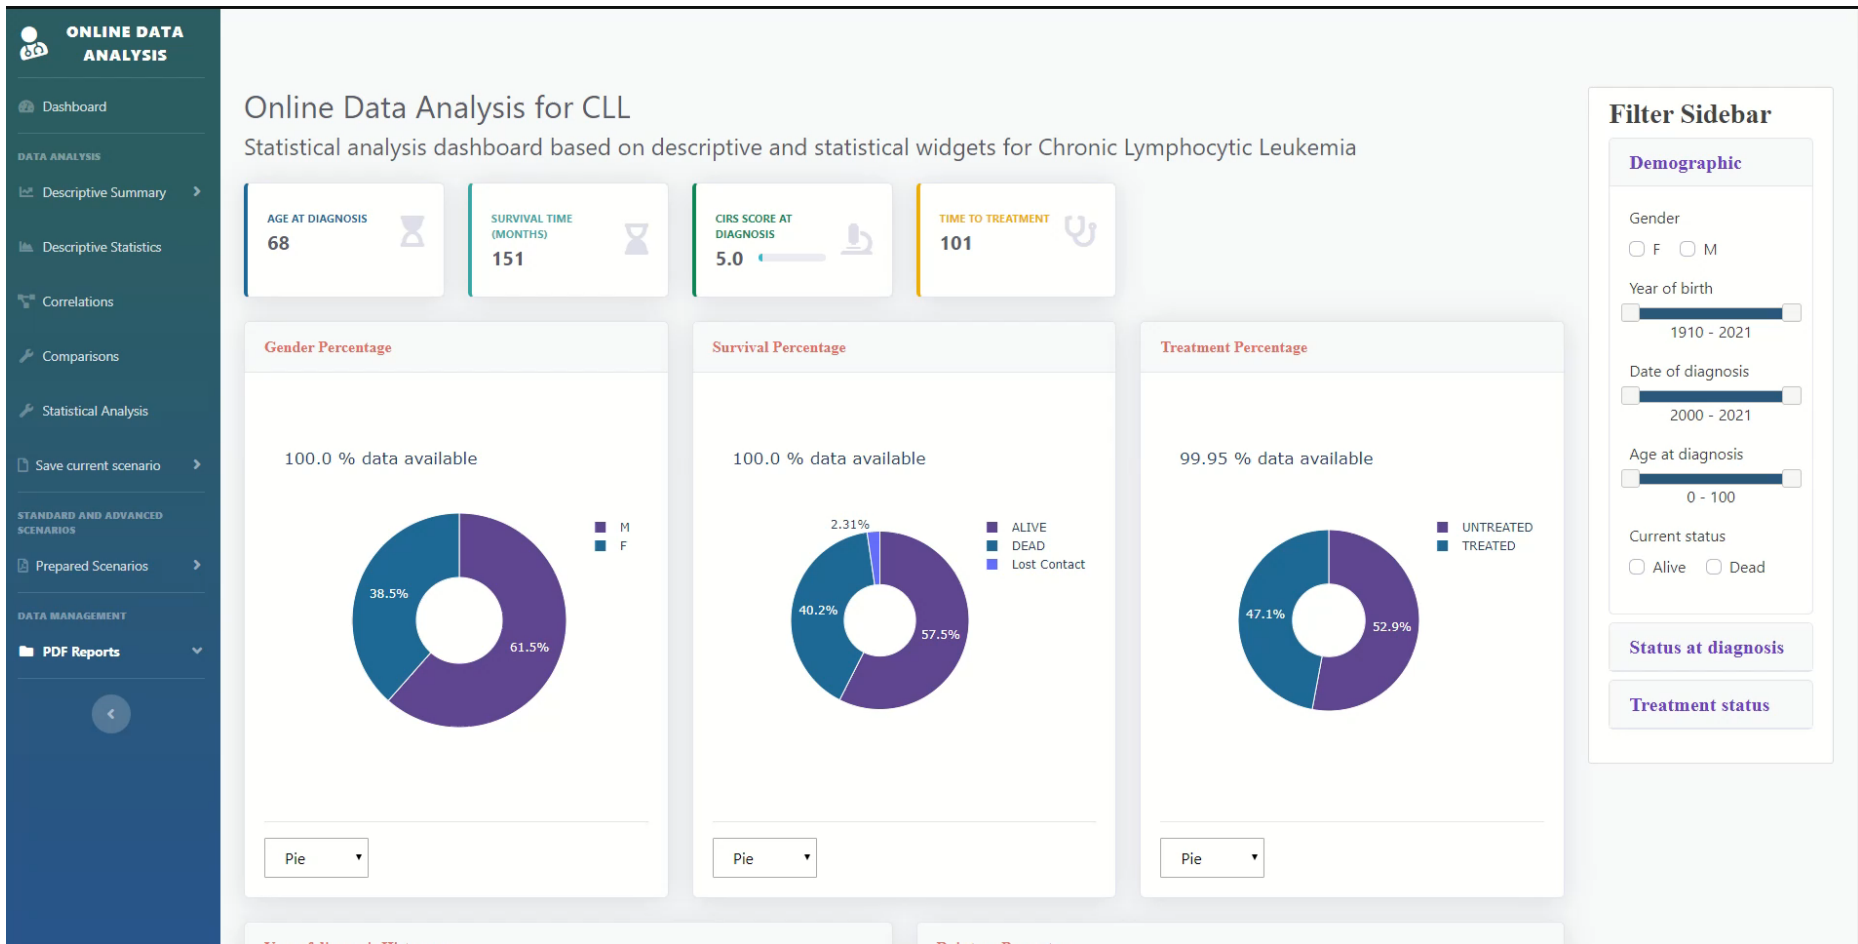 ONLINE DATA
ANALYSIS
Dashboard
DATA ANALYSIS
Descriptive Summary
Descriptive Statistics
Correlations
Comparisons
Statistical Analysis
Save current scenario
STANDARD AND ADVANCED
SCENARIOS
Prepared Scenarios
DATA MANAGEMENT
PDF Reports
Online Data Analysis for CLL
Statistical analysis dashboard based on descriptive and statistical widgets for Chronic Lymphocytic Leukemia
AGE AT DIAGNOSIS
68
SURVIVAL TIME
(MONTHS)
151
CIRS SCORE AT
DIAGNOSIS
5.0
TIME TO TREATMENT
101
Gender Percentage
100.0 % data available
M
F
38.5%
61.5%
Pie
Survival Percentage
100.0 % data available
2.31%
ALIVE
DEAD
Lost Contact
40.2%
57.5%
Pie
Treatment Percentage
99.95 % data available
UNTREATED
TREATED
47.1%
52.9%
Pie
Filter Sidebar
Demographic
Gender
F M
Year of birth
1910 - 2021
Date of diagnosis
2000 - 2021
Age at diagnosis
0 - 100
Current status
Alive Dead
Status at diagnosis
Treatment status